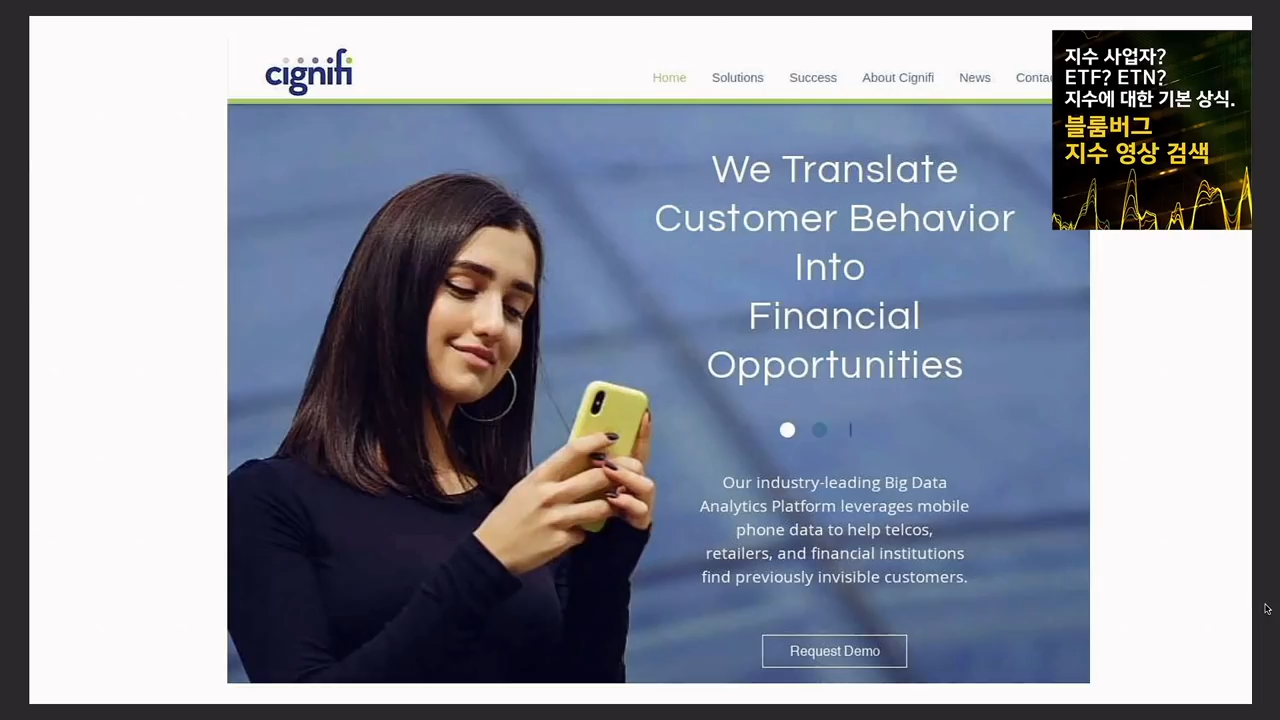 cignifi
Home Solutions Success About Cignifi News
지수 사업자?
ETF? ETN?
지수에 대한 기본 상식.
블룸버그
지수 영상 검색
We Translate
Customer Behavior
Into
Financial
Opportunities
Our industry-leading Big Data
Analytics Platform leverages mobile
phone data to help telcos,
retailers, and financial institutions
find previously invisible customers.
Request Demo